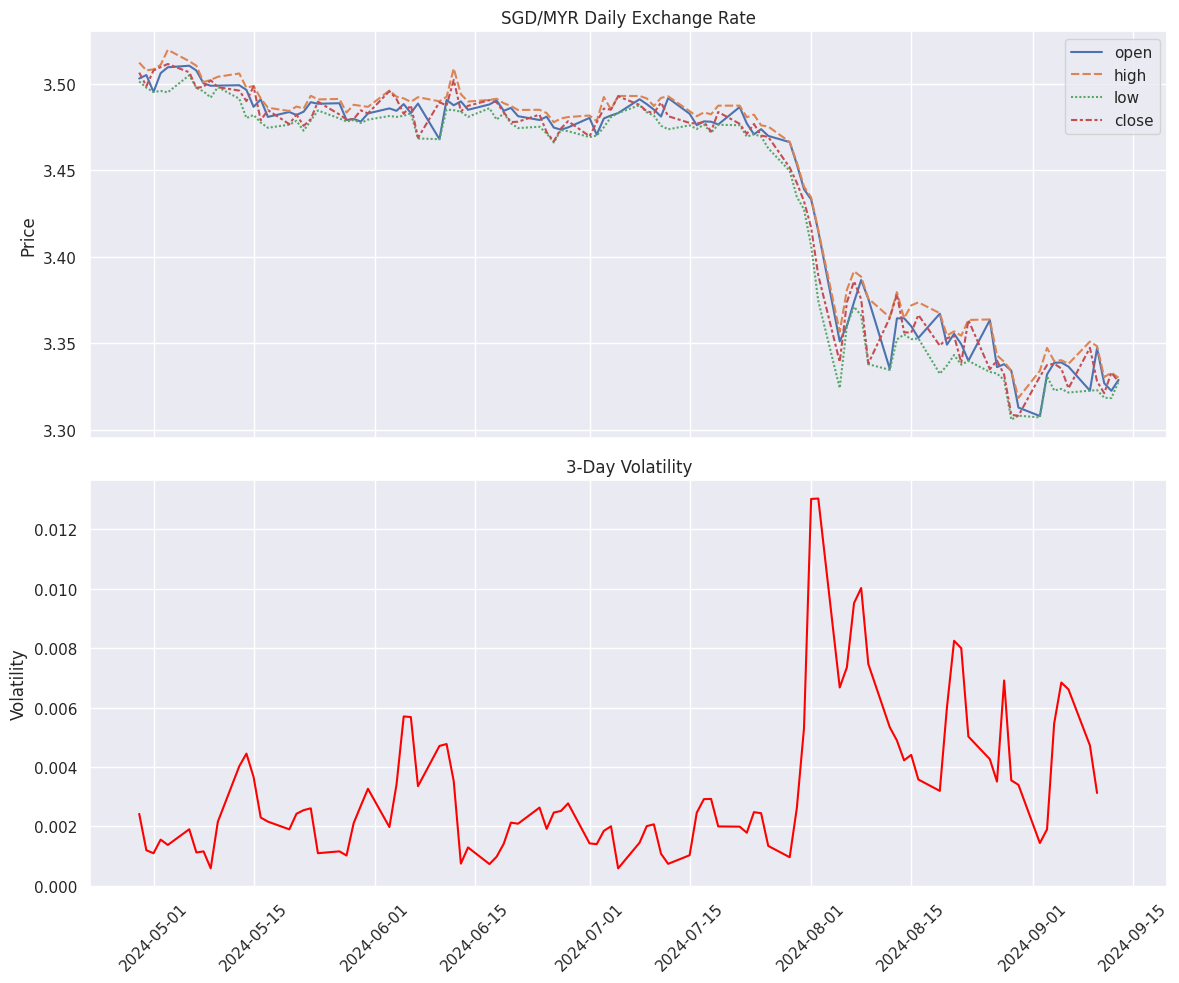 SGD/MYR Daily Exchange Rate
open
high
low
close
3.50
3.45
3.40
3.35
3.30
Price
3-Day Volatility
0.012
0.010
0.008
0.006
0.004
0.002
0.000
Volatility
2024-05-01
2024-05-15
2024-06-01
2024-06-15
2024-07-01
2024-07-15
2024-08-01
2024-08-15
2024-09-01
2024-09-15